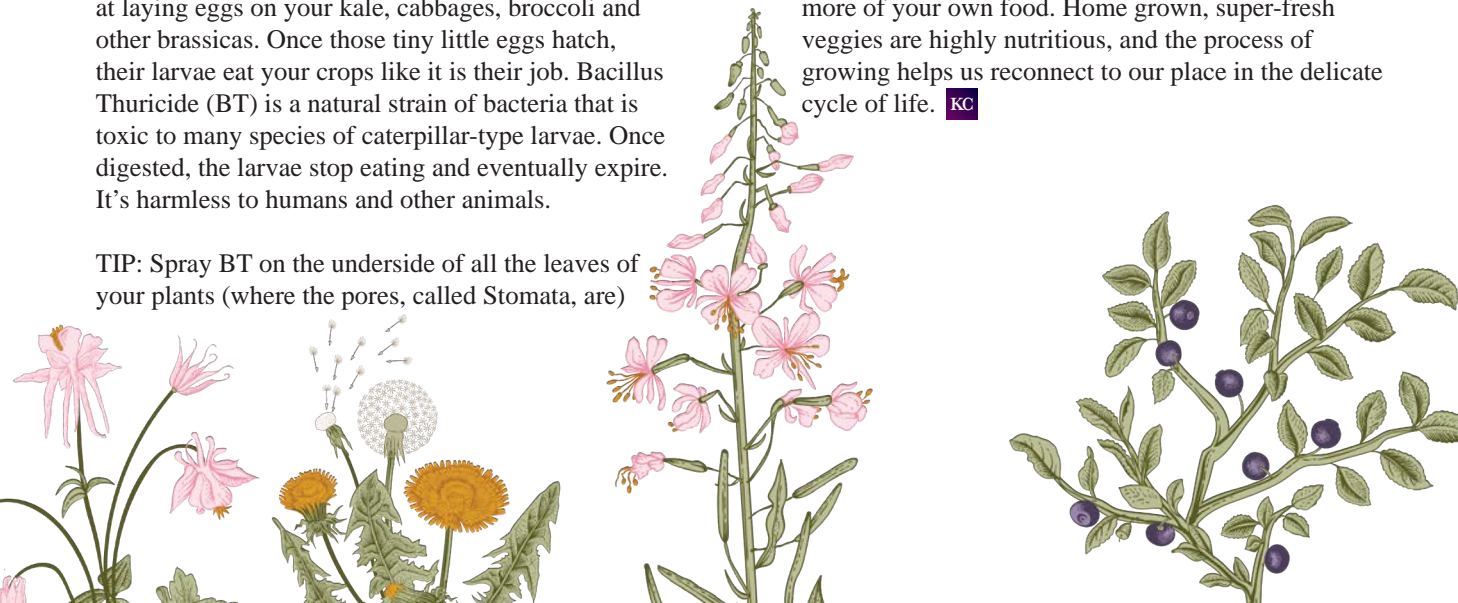 at laying eggs on your kale, cabbages, broccoli and
other brassicas. Once those tiny little eggs hatch,
their larvae eat your crops like it is their job. Bacillus
Thuricide (BT) is a natural strain of bacteria that is
toxic to many species of caterpillar-type larvae. Once
digested, the larvae stop eating and eventually expire.
It’s harmless to humans and other animals.
TIP: Spray BT on the underside of all the leaves of
your plants (where the pores, called Stomata, are)
more of your own food. Home grown, super-fresh
veggies are highly nutritious, and the process of
growing helps us reconnect to our place in the delicate
cycle of life. KC